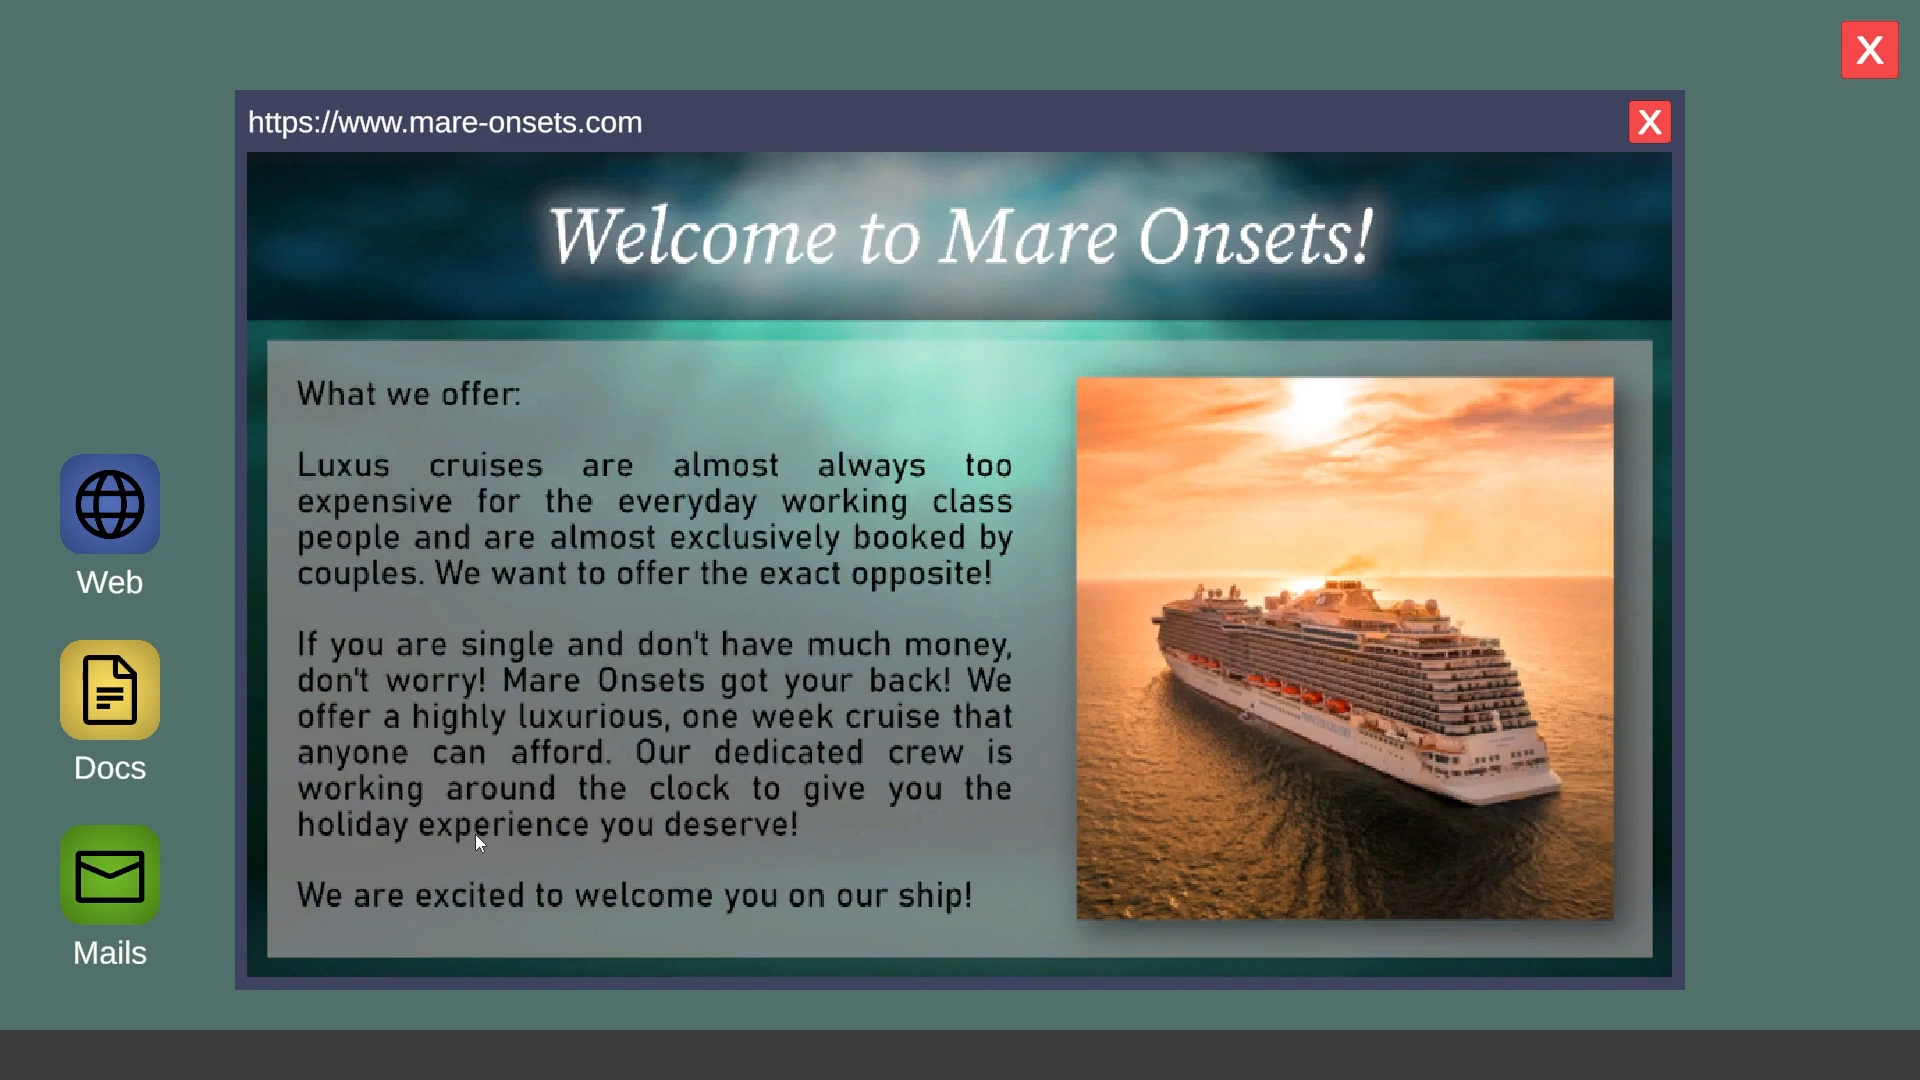 X
https://www.mare-onsets.com
X
Welcome to Mare Onsets!
What we offer:
Luxus cruises are almost always too
expensive for the everyday working class
people and are almost exclusively booked by
couples. We want to offer the exact opposite!
If you are single and don't have much money,
don't worry! Mare Onsets got your back! We
offer a highly luxurious, one week cruise that
anyone can afford. Our dedicated crew is
working around the clock to give you the
holiday experience you deserve!
We are excited to welcome you on our ship!
Web
Docs
Mails